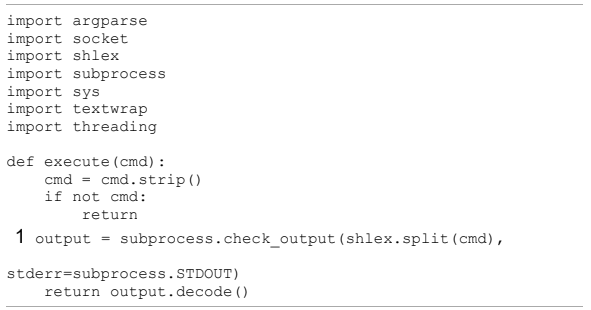 import argparse
import socket
import shlex
import subprocess
import sys
import textwrap
import threading

def execute(cmd):
    cmd = cmd.strip()
    if not cmd:
        return
 1 output = subprocess.check_output(shlex.split(cmd),

stderr=subprocess.STDOUT)
    return output.decode()